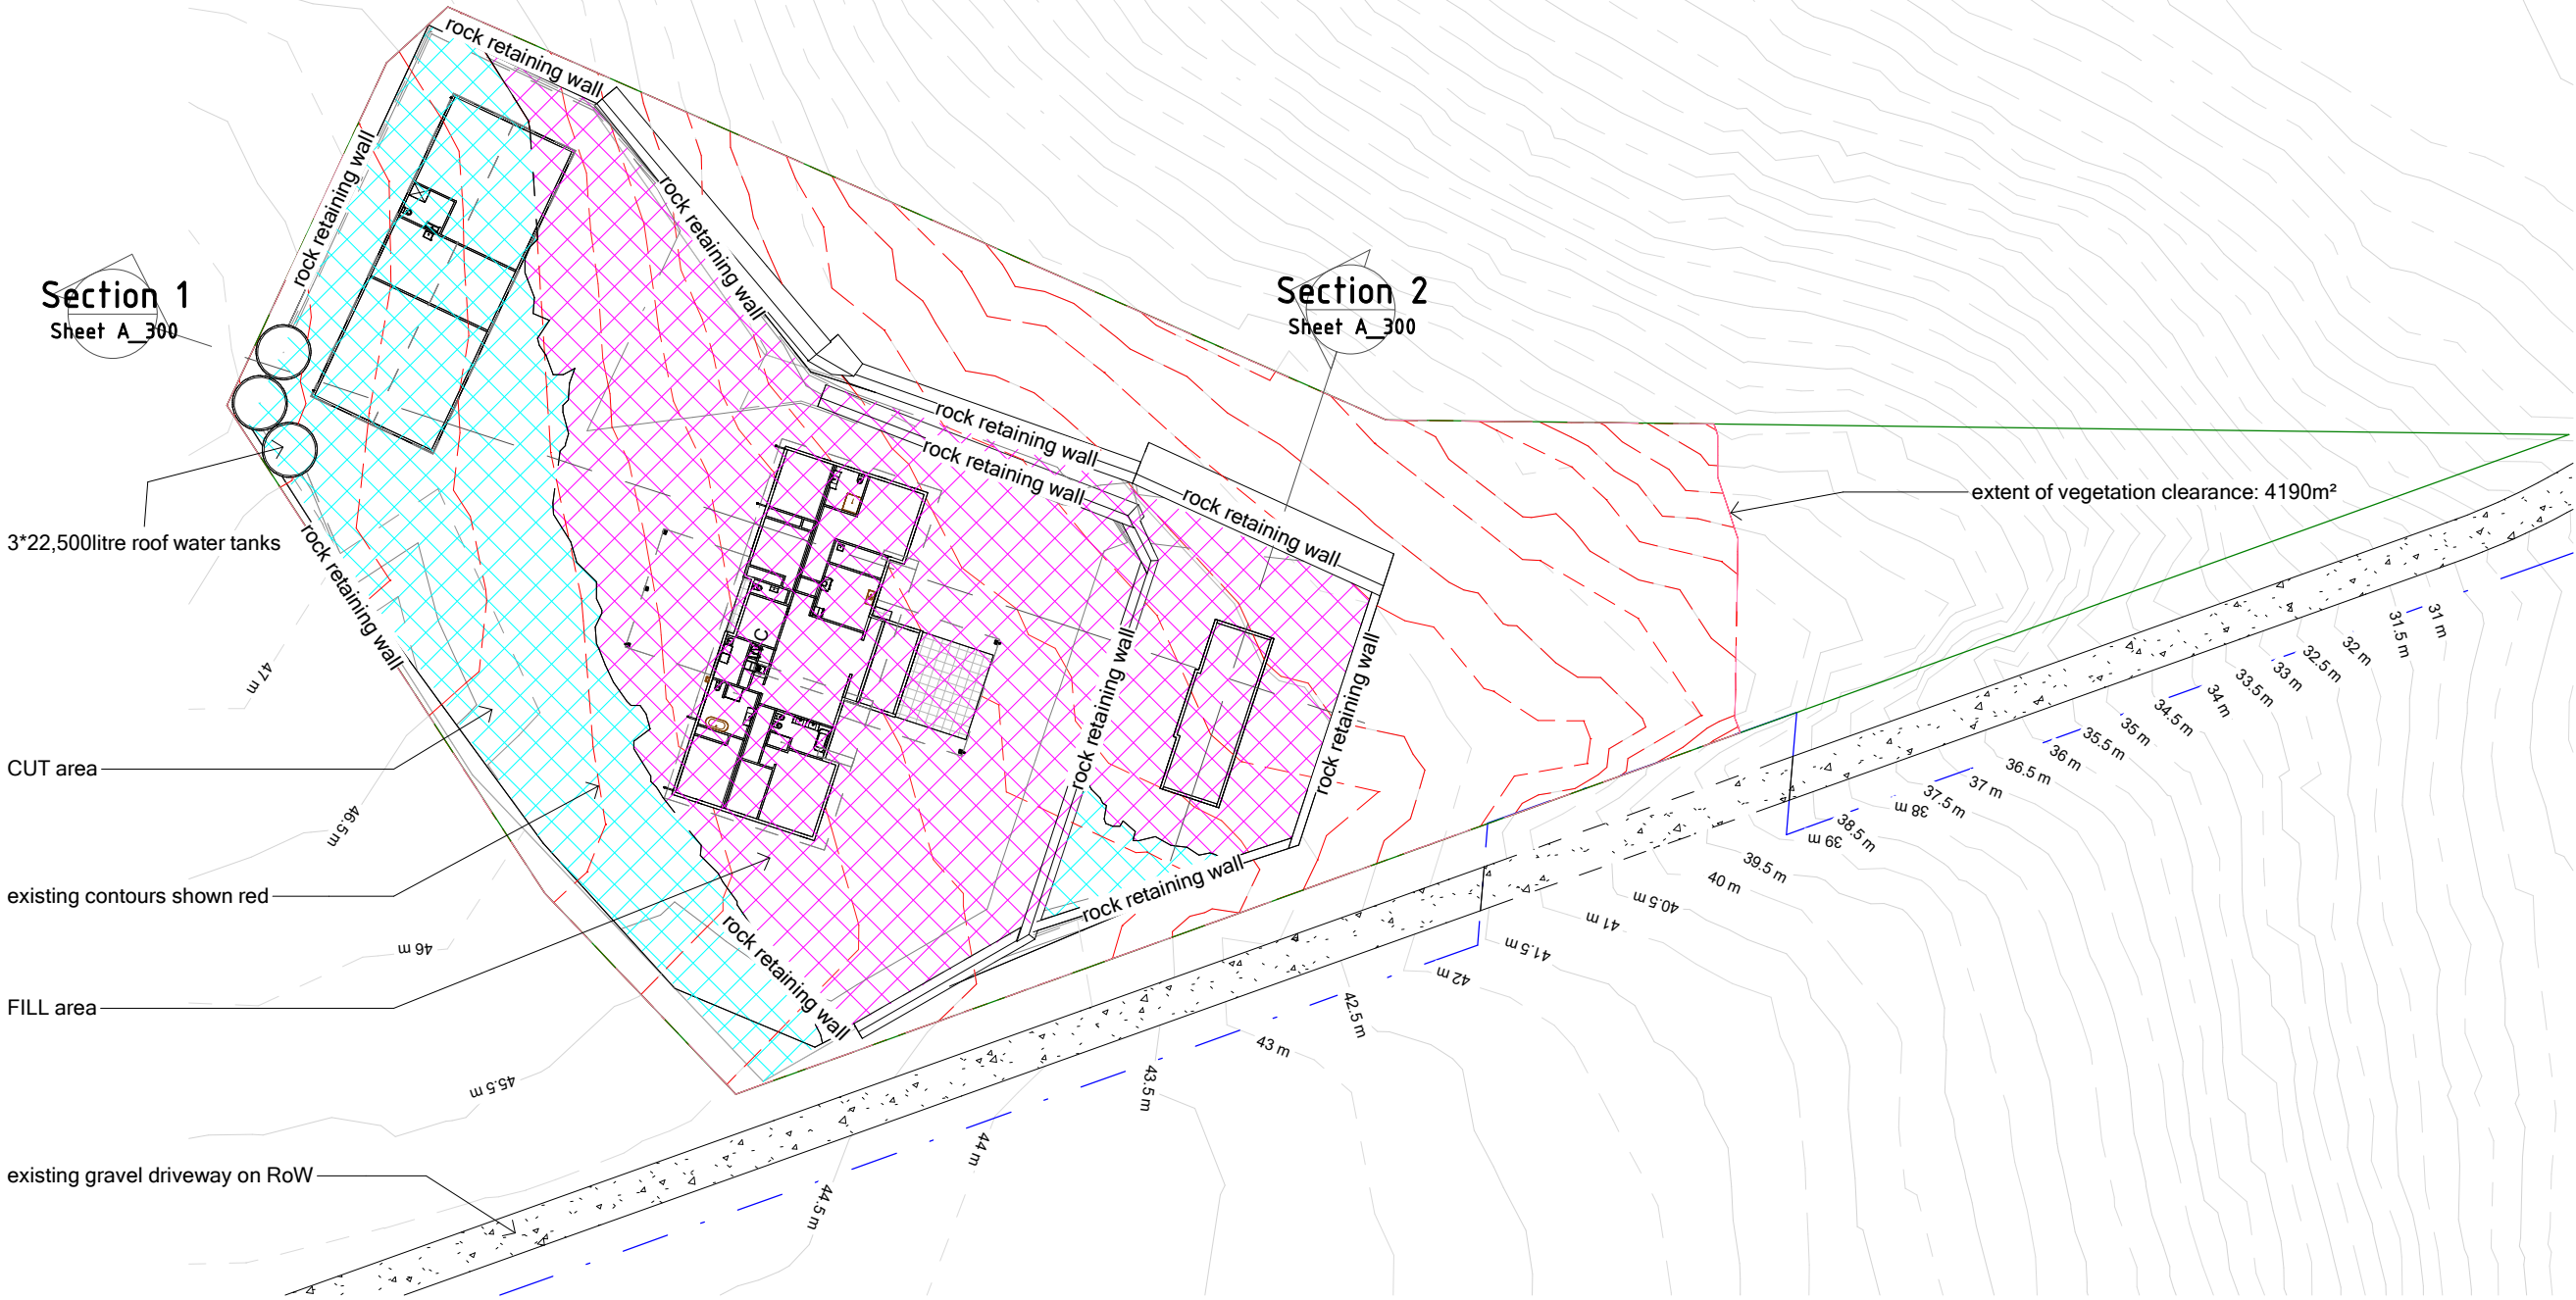 rock retaining wall
rock retaining wall
rock retaining wall
Section 1
Sheet A_300
Section 2
Sheet A_300
rock retaining wall
rock retaining wall
rock retaining wall
extent of vegetation clearance: 4190m²
3*22,500litre roof water tanks
rock retaining wall
C
rock retaining wall
rock retaining wall
CUT area
existing contours shown red
rock retaining wall
rock retaining wall
FILL area
existing gravel driveway on RoW
47 m
46.5 m
46 m
45.5 m
44.5 m
44 m
43.5 m
43 m
42.5 m
42 m
41.5 m
41 m
40.5 m
40 m
39.5 m
39 m
38.5 m
38 m
37.5 m
37 m
36.5 m
36 m
35.5 m
35 m
34.5 m
34 m
33.5 m
33 m
32.5 m
32 m
31.5 m
31 m